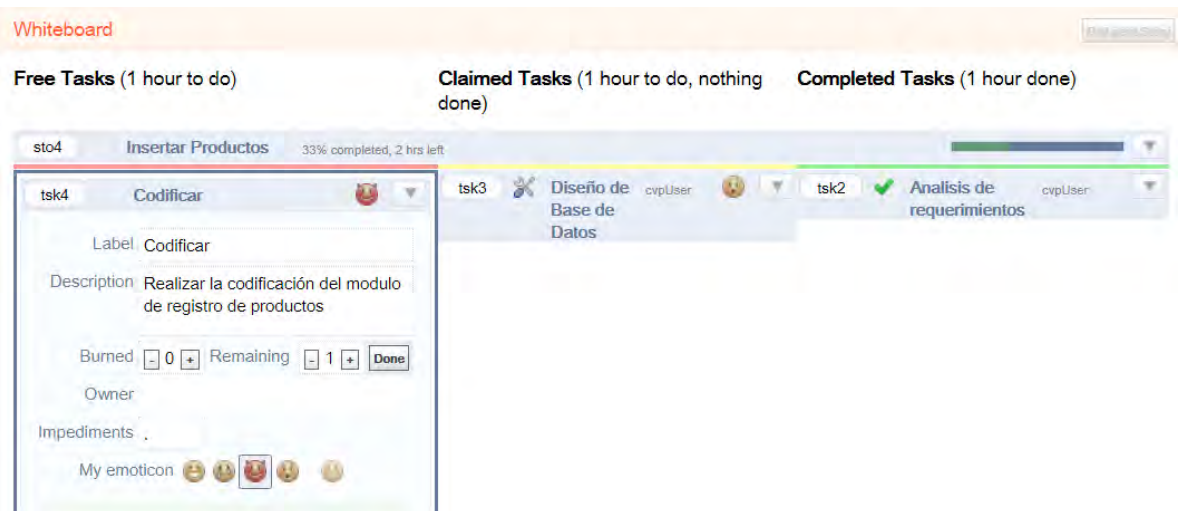 Whiteboard
Free Tasks (1 hour to do)
Claimed Tasks (1 hour to do, nothing
done)
Completed Tasks (1 hour done)
sto4 Insertar Productos 33% completed, 2 hrs left
tsk4 Codificar
Label Codificar
Description Realizar la codificación del modulo
de registro de productos
Burned - 0 + Remaining - 1 + Done
Owner
Impediments .
My emoticon
tsk3 Diseño de cvpUser
Base de
Datos
tsk2 Analisis de cvpUser
requerimientos